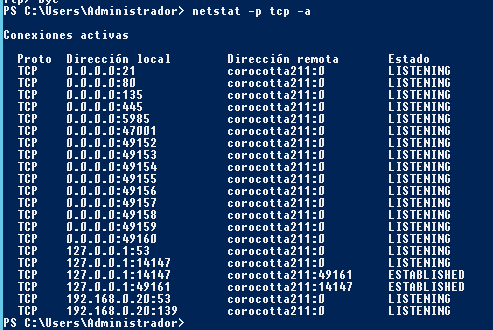 ftp> bye
PS C:\Users\Administrador> netstat -p tcp -a
Conexiones activas
Proto Dirección local Dirección remota Estado
TCP 0.0.0.0:21 corocotta211:0 LISTENING
TCP 0.0.0.0:80 corocotta211:0 LISTENING
TCP 0.0.0.0:135 corocotta211:0 LISTENING
TCP 0.0.0.0:445 corocotta211:0 LISTENING
TCP 0.0.0.0:5985 corocotta211:0 LISTENING
TCP 0.0.0.0:47001 corocotta211:0 LISTENING
TCP 0.0.0.0:49152 corocotta211:0 LISTENING
TCP 0.0.0.0:49153 corocotta211:0 LISTENING
TCP 0.0.0.0:49154 corocotta211:0 LISTENING
TCP 0.0.0.0:49155 corocotta211:0 LISTENING
TCP 0.0.0.0:49156 corocotta211:0 LISTENING
TCP 0.0.0.0:49157 corocotta211:0 LISTENING
TCP 0.0.0.0:49158 corocotta211:0 LISTENING
TCP 0.0.0.0:49159 corocotta211:0 LISTENING
TCP 0.0.0.0:49160 corocotta211:0 LISTENING
TCP 127.0.0.1:53 corocotta211:0 LISTENING
TCP 127.0.0.1:14147 corocotta211:0 LISTENING
TCP 127.0.0.1:14147 corocotta211:49161 ESTABLISHED
TCP 127.0.0.1:49161 corocotta211:14147 ESTABLISHED
TCP 192.168.0.20:53 corocotta211:0 LISTENING
TCP 192.168.0.20:139 corocotta211:0 LISTENING
PS C:\Users\Administrador>